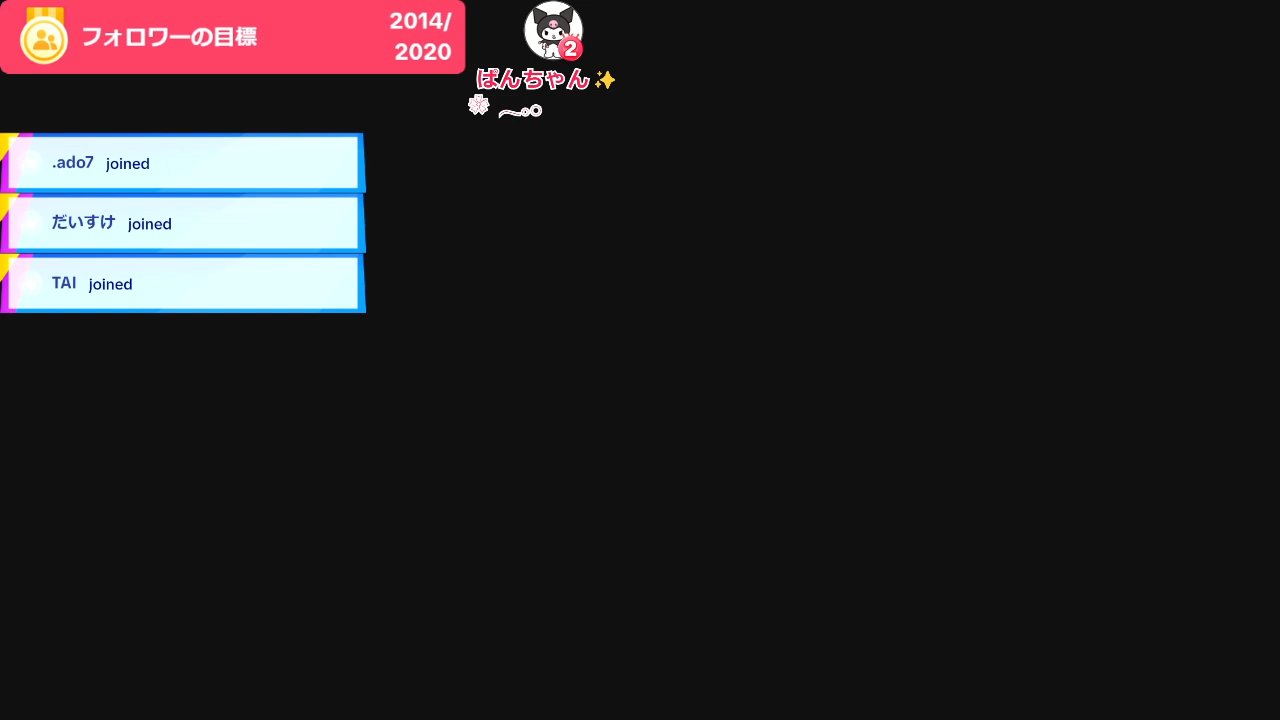 フォロワーの目標
2014/
2020
2
ぱんちゃん✨
🌸 ︎︎𓂃𓈒𓏸
.ado7 joined
だいすけ joined
TAI joined